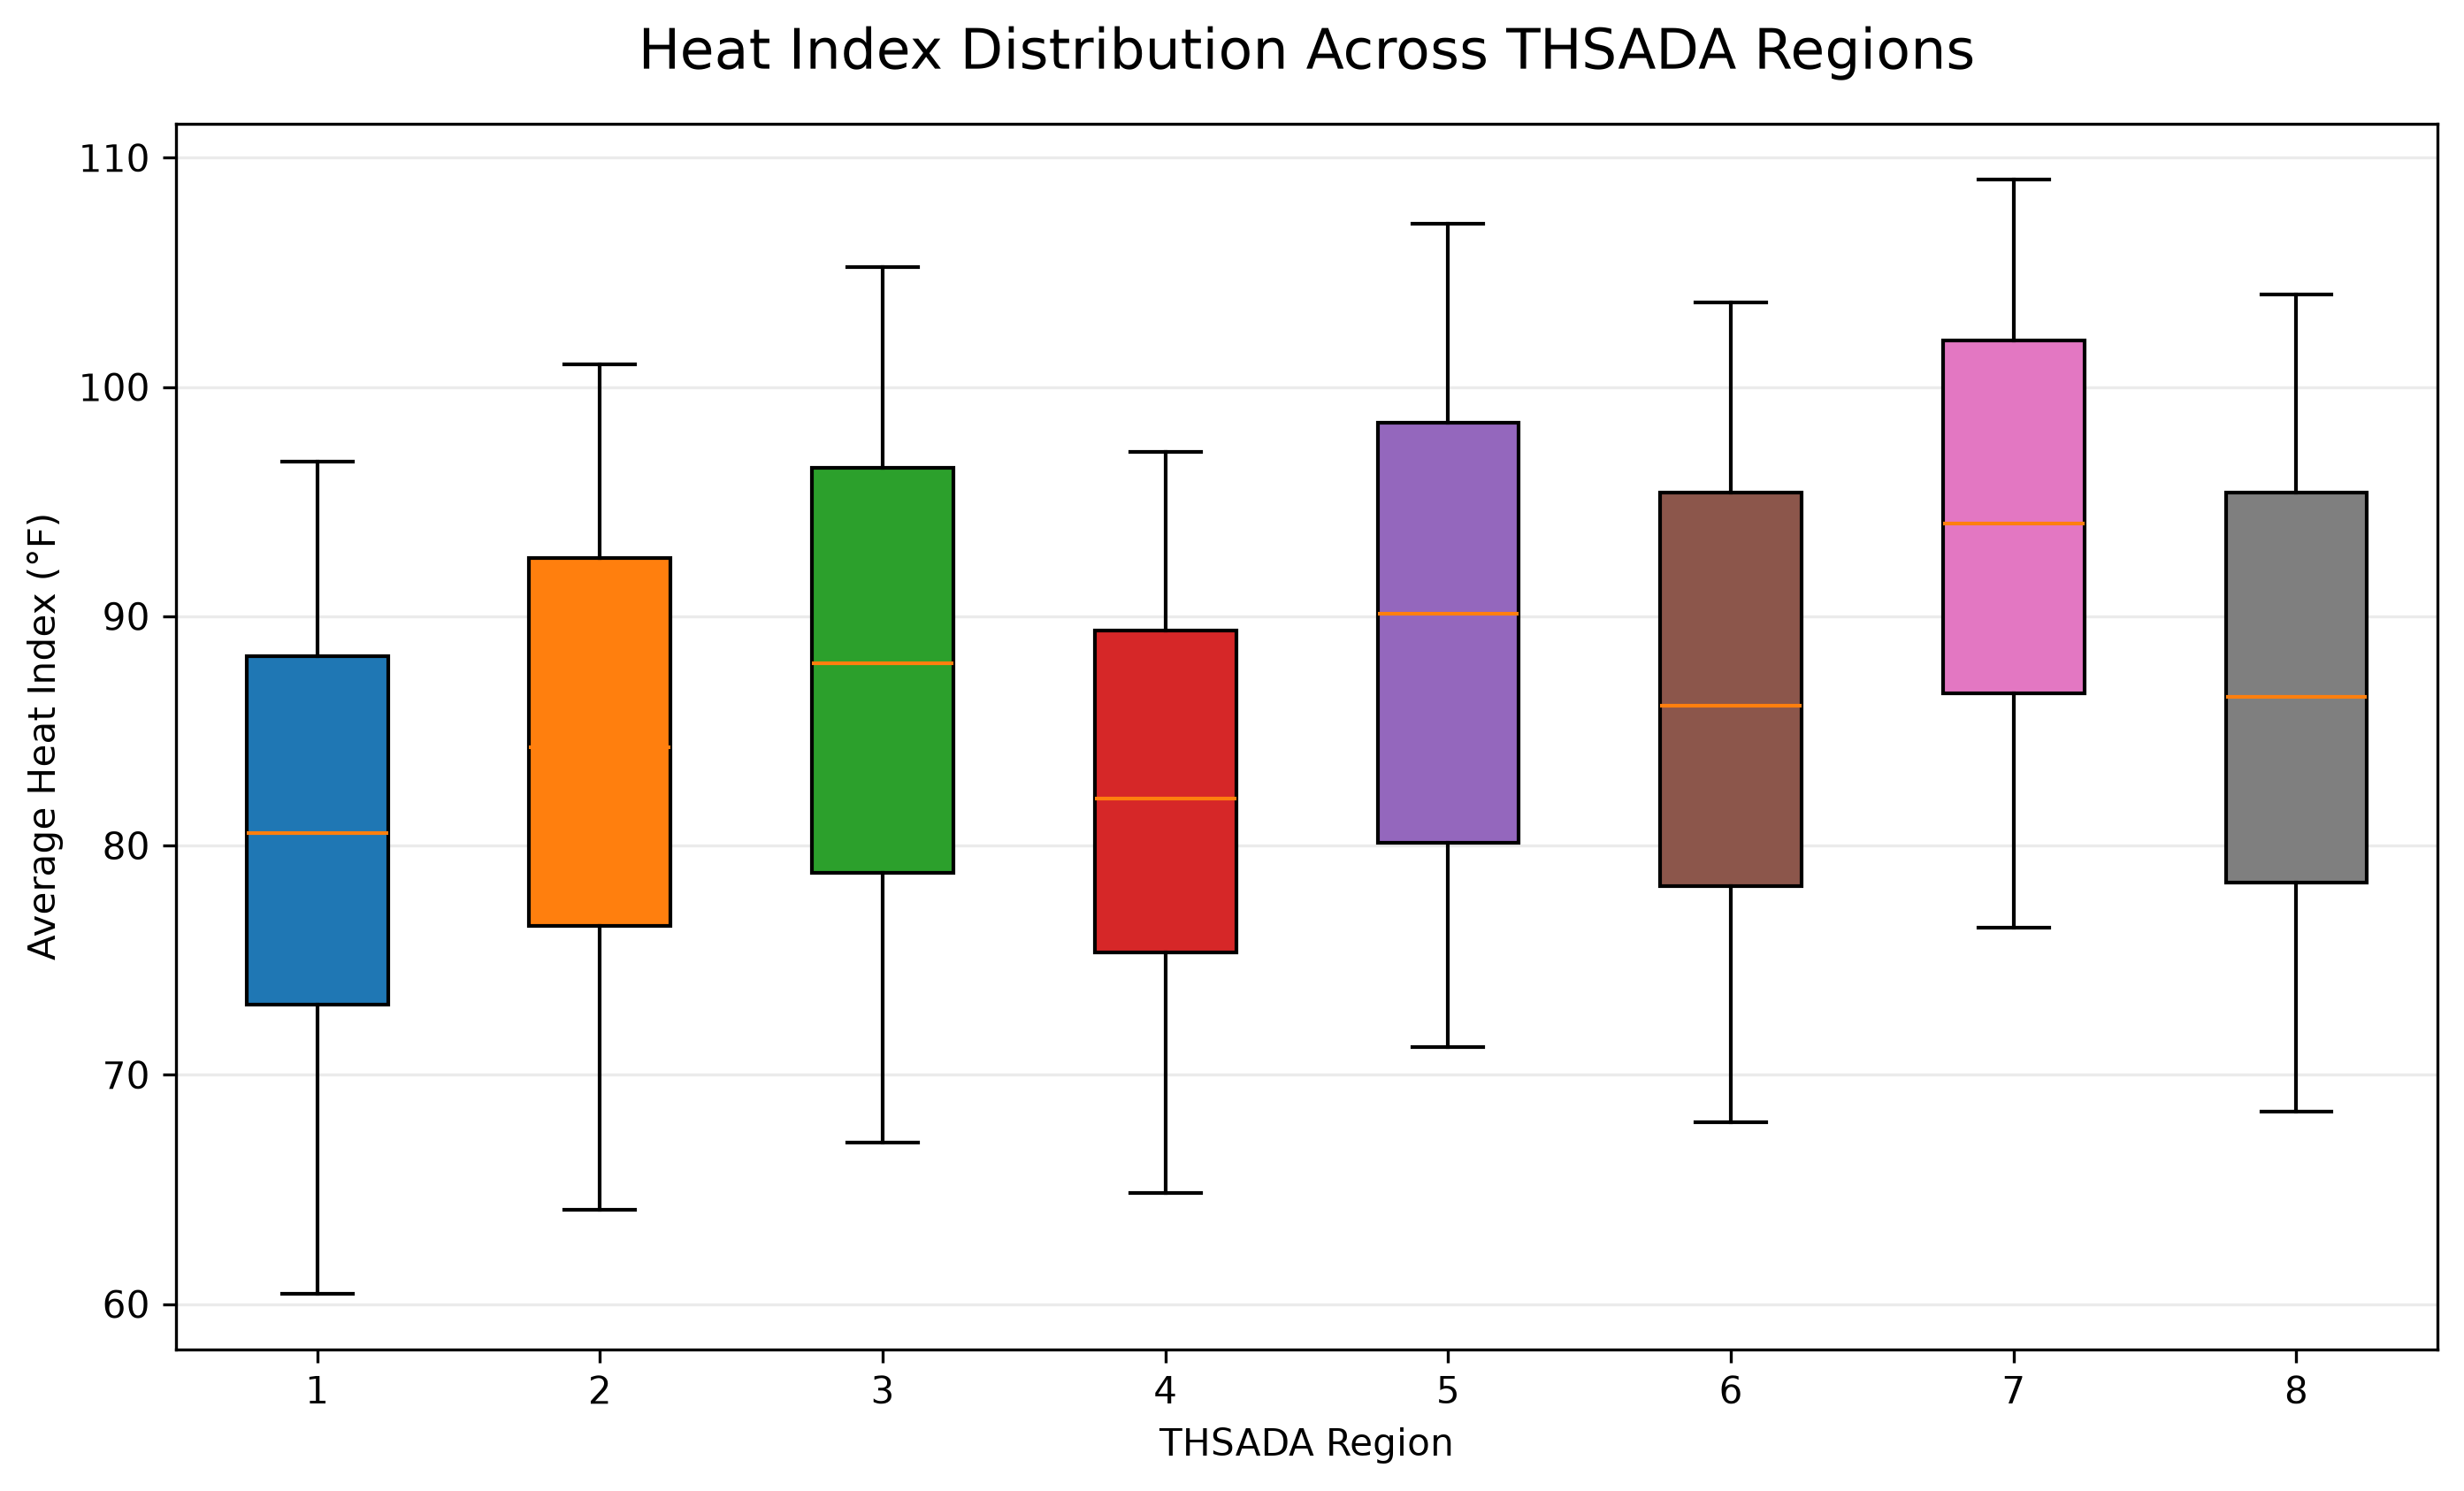 Heat Index Distribution Across THSADA Regions
Average Heat Index (°F)
110
100
90
80
70
60
1 2 3 4 5 6 7 8
THSADA Region